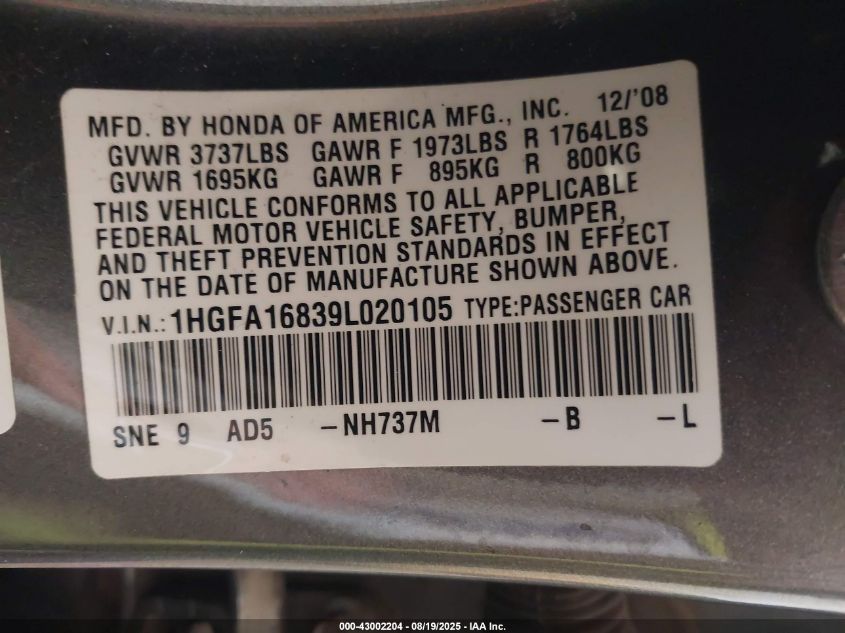 MFD. BY HONDA OF AMERICA MFG., INC. 12/'08
GVWR 3737LBS GAWR F 1973LBS R 1764LBS
GVWR 1695KG GAWR F 895KG R 800KG
THIS VEHICLE CONFORMS TO ALL APPLICABLE
FEDERAL MOTOR VEHICLE SAFETY, BUMPER,
AND THEFT PREVENTION STANDARDS IN EFFECT
ON THE DATE OF MANUFACTURE SHOWN ABOVE.
V.I.N.: 1HGFA16839L020105 TYPE:PASSENGER CAR
SNE 9 AD5 -NH737M -B -L
000-43002204 - 08/19/2025 - IAA Inc.